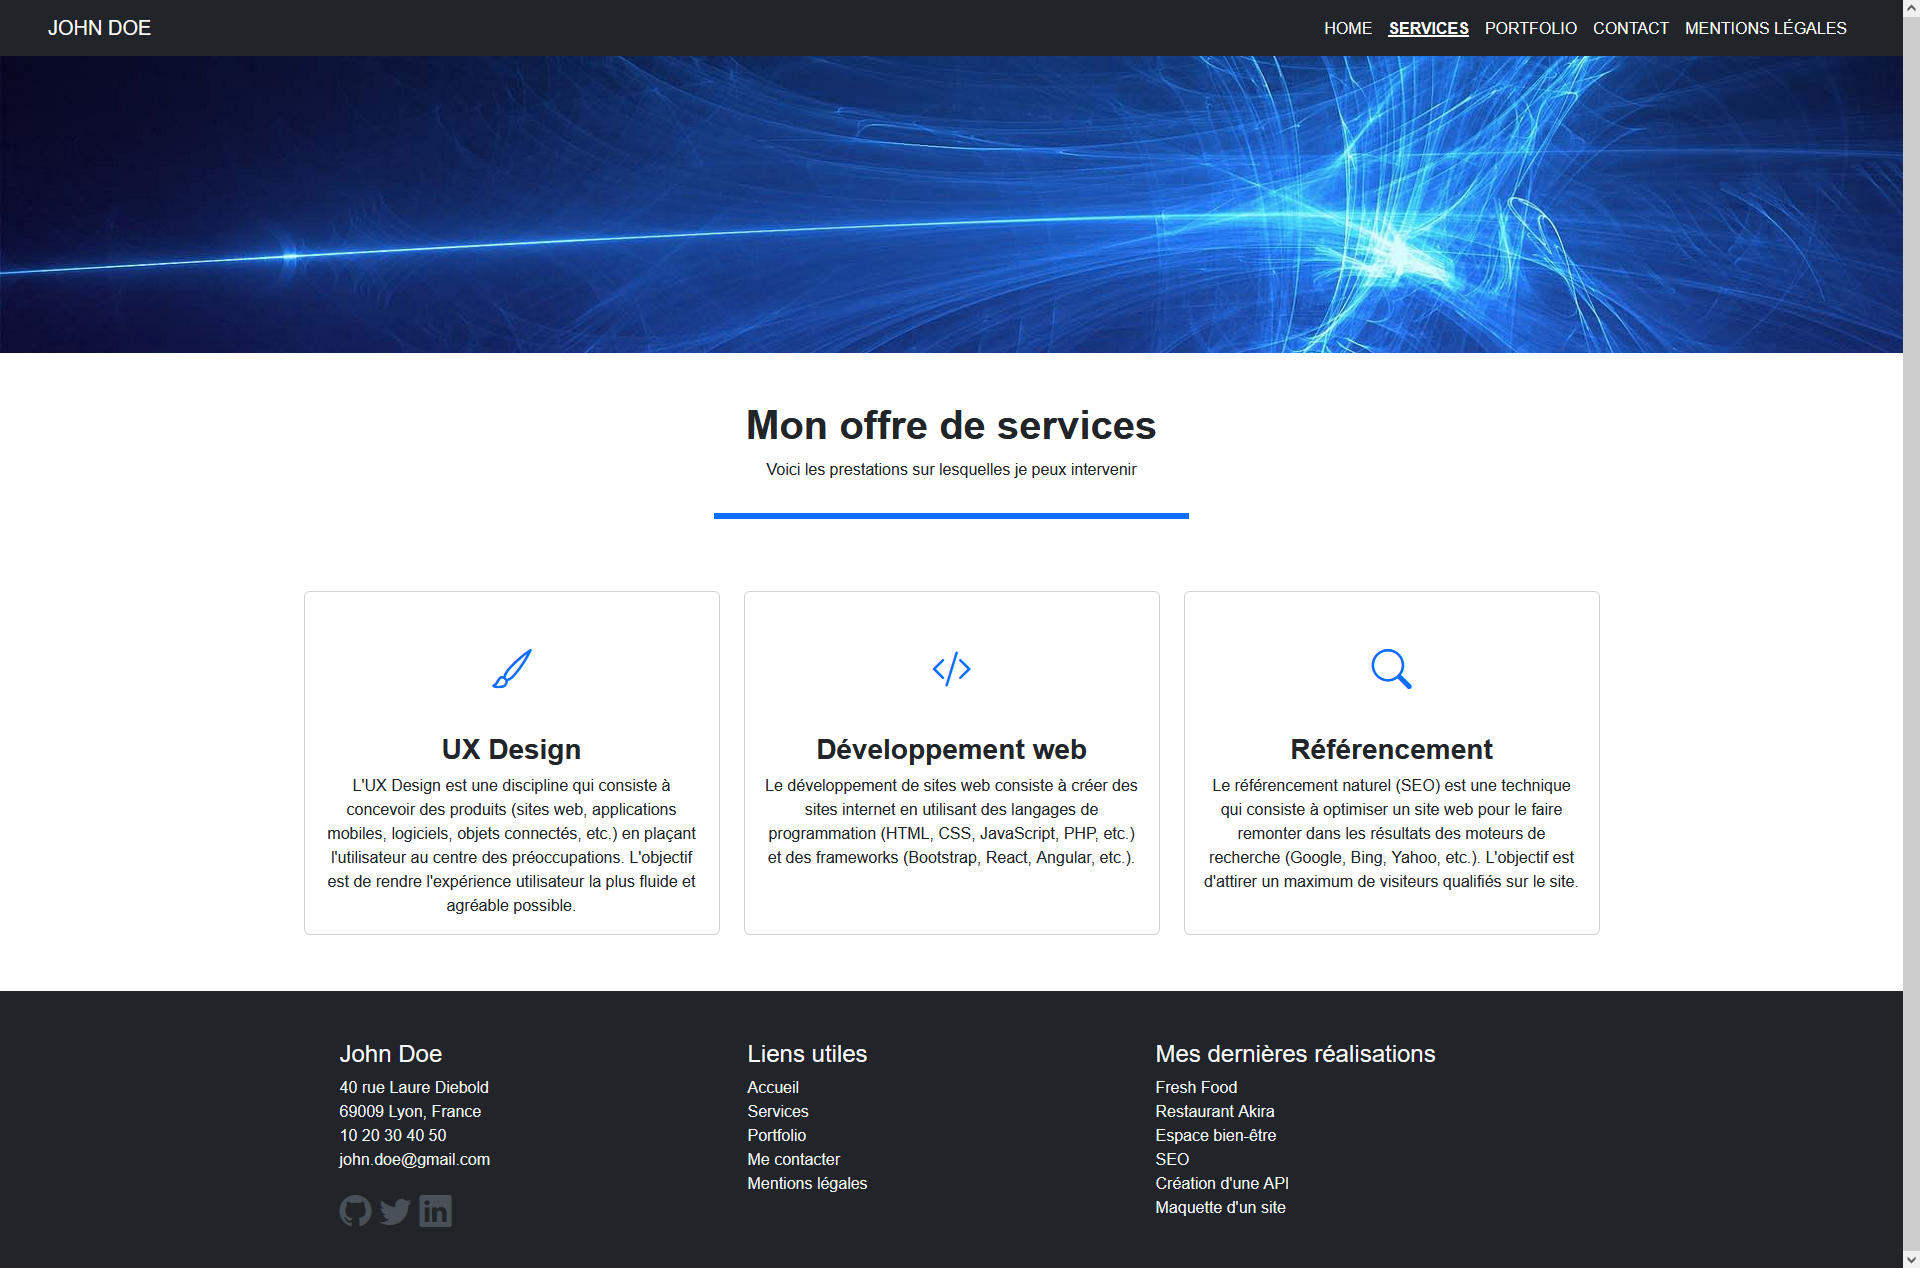 JOHN DOE
HOME SERVICES PORTFOLIO CONTACT MENTIONS LÉGALES
Mon offre de services
Voici les prestations sur lesquelles je peux intervenir
UX Design
L'UX Design est une discipline qui consiste à
concevoir des produits (sites web, applications
mobiles, logiciels, objets connectés, etc.) en plaçant
l'utilisateur au centre des préoccupations. L'objectif
est de rendre l'expérience utilisateur la plus fluide et
agréable possible.
Développement web
Le développement de sites web consiste à créer des
sites internet en utilisant des langages de
programmation (HTML, CSS, JavaScript, PHP, etc.)
et des frameworks (Bootstrap, React, Angular, etc.).
Référencement
Le référencement naturel (SEO) est une technique
qui consiste à optimiser un site web pour le faire
remonter dans les résultats des moteurs de
recherche (Google, Bing, Yahoo, etc.). L'objectif est
d'attirer un maximum de visiteurs qualifiés sur le site.
John Doe
40 rue Laure Diebold
69009 Lyon, France
10 20 30 40 50
john.doe@gmail.com
Liens utiles
Accueil
Services
Portfolio
Me contacter
Mentions légales
Mes dernières réalisations
Fresh Food
Restaurant Akira
Espace bien-être
SEO
Création d'une API
Maquette d'un site